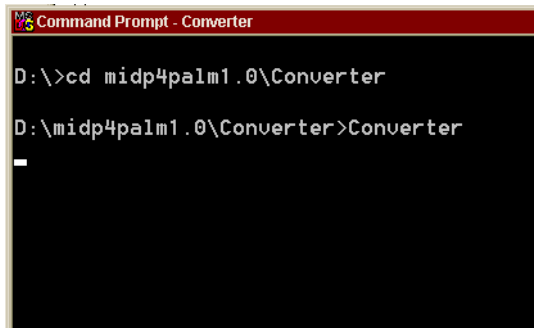 Command Prompt - Converter
D:\>cd midp4palm1.0\Converter
D:\midp4palm1.0\Converter>Converter